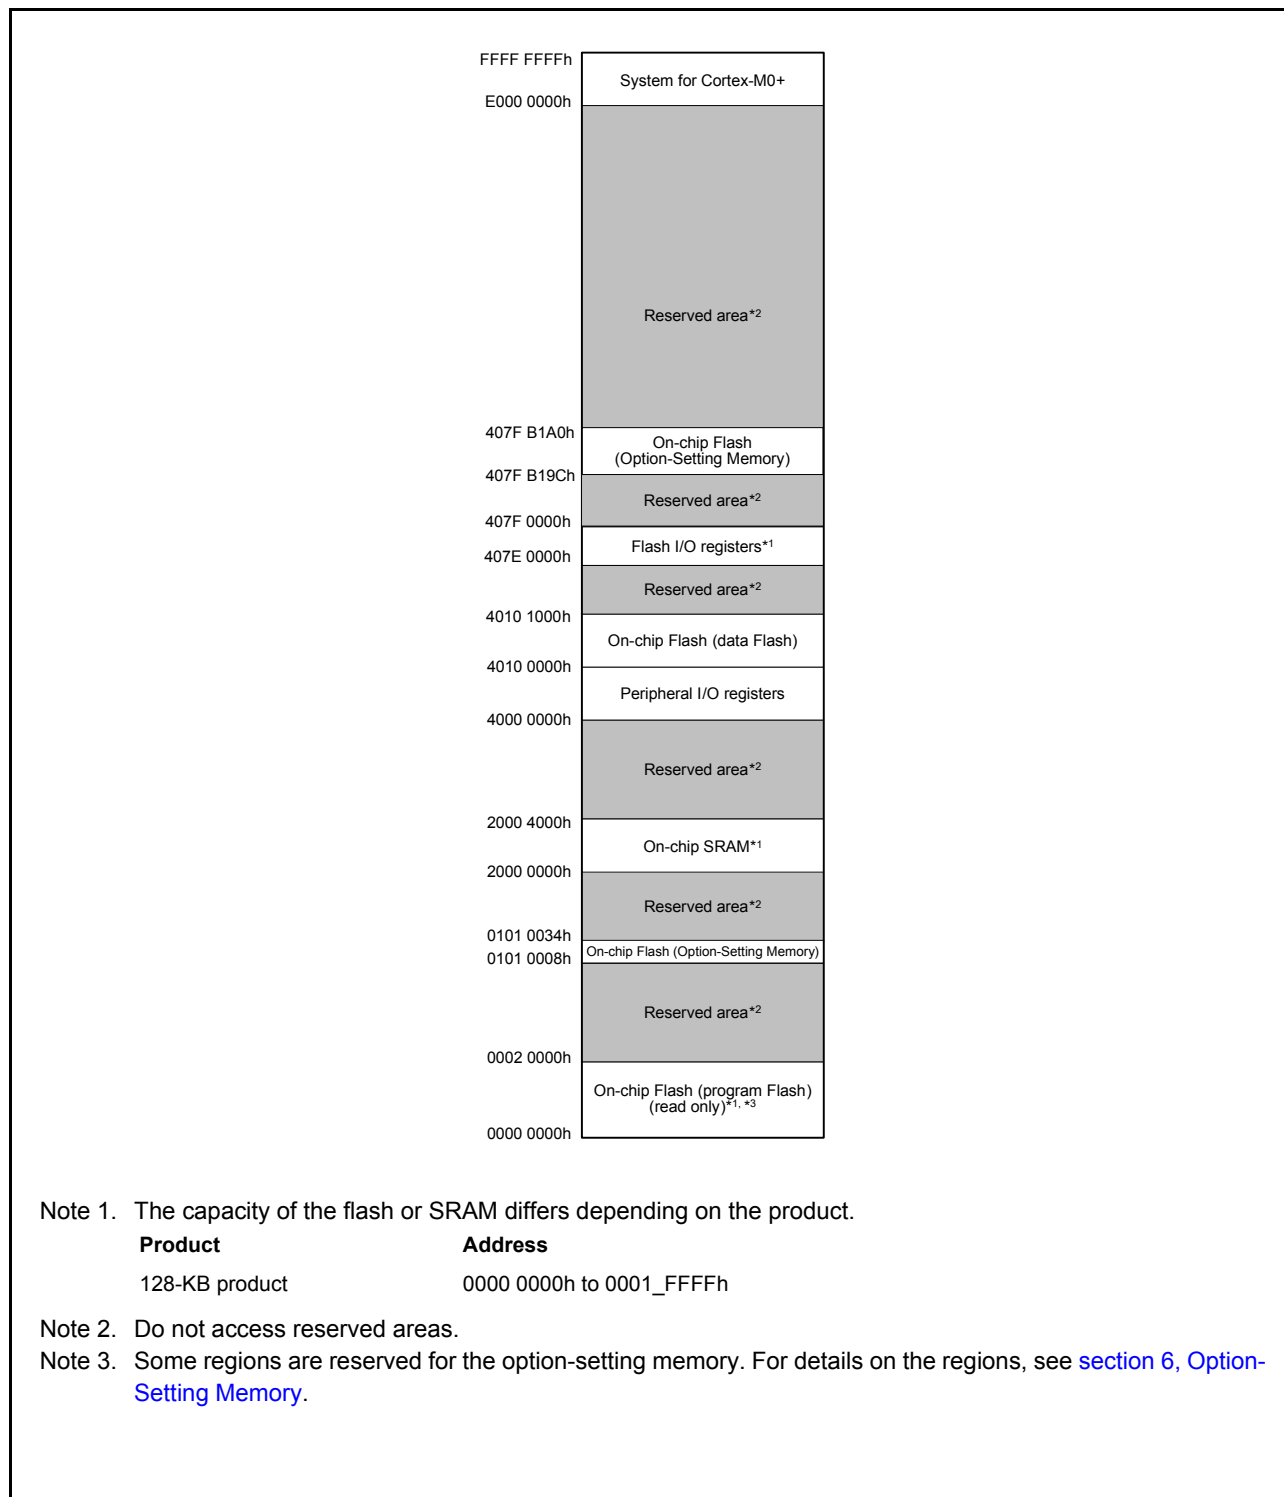 FFFF FFFFh
System for Cortex-M0+
E000 0000h
Reserved area*2
407F B1A0h
On-chip Flash
(Option-Setting Memory)
407F B19Ch
Reserved area*2
407F 0000h
Flash I/O registers*1
407E 0000h
Reserved area*2
4010 1000h
On-chip Flash (data Flash)
4010 0000h
Peripheral I/O registers
4000 0000h
Reserved area*2
2000 4000h
On-chip SRAM*1
2000 0000h
Reserved area*2
0101 0034h
On-chip Flash (Option-Setting Memory)
0101 0008h
Reserved area*2
0002 0000h
On-chip Flash (program Flash)
(read only)*1, *3
0000 0000h
Note 1. The capacity of the flash or SRAM differs depending on the product.
Product Address
128-KB product 0000 0000h to 0001_FFFFh
Note 2. Do not access reserved areas.
Note 3. Some regions are reserved for the option-setting memory. For details on the regions, see section 6, Option-
Setting Memory.